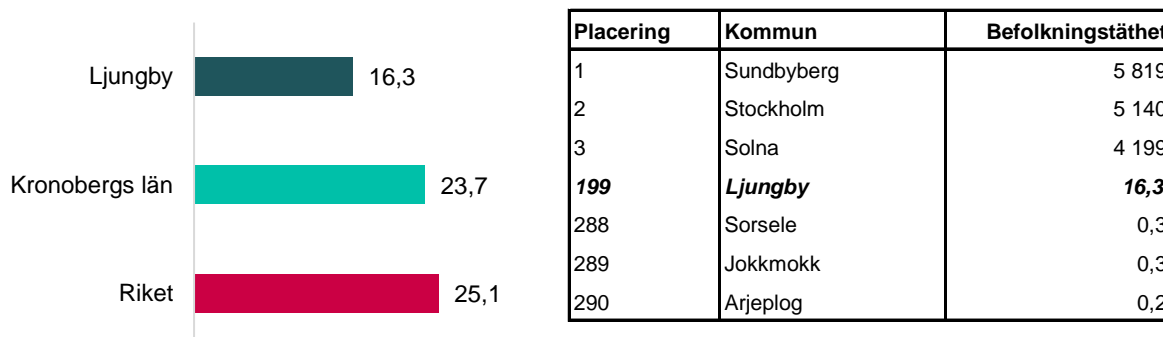 Ljungby 16,3
Kronobergs län 23,7
Riket 25,1
Placering Kommun Befolkningstäthet
1 Sundbyberg 5 819
2 Stockholm 5 140
3 Solna 4 199
199 Ljungby 16,3
288 Sorsele 0,3
289 Jokkmokk 0,3
290 Arjeplog 0,2